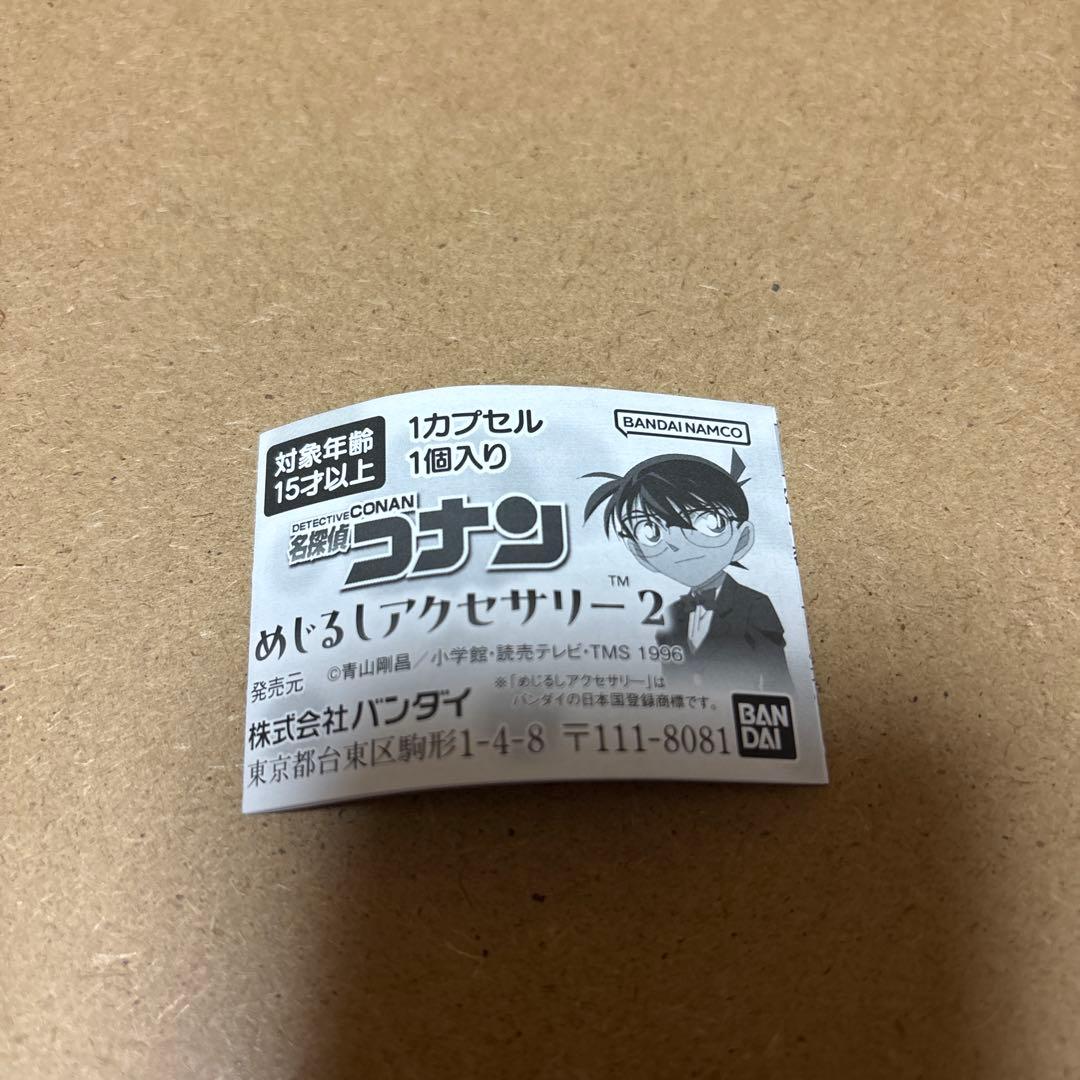 対象年齢
15才以上
1カプセル
1個入り
BANDAI NAMCO
DETECTIVE CONAN
名探偵コナン
めじるしアクセサリー™2
©青山剛昌／小学館・読売テレビ・TMS 1996
※「めじるしアクセサリー」は
バンダイの日本国登録商標です。
発売元
株式会社バンダイ
東京都台東区駒形1-4-8 〒111-8081
BAN
DAI